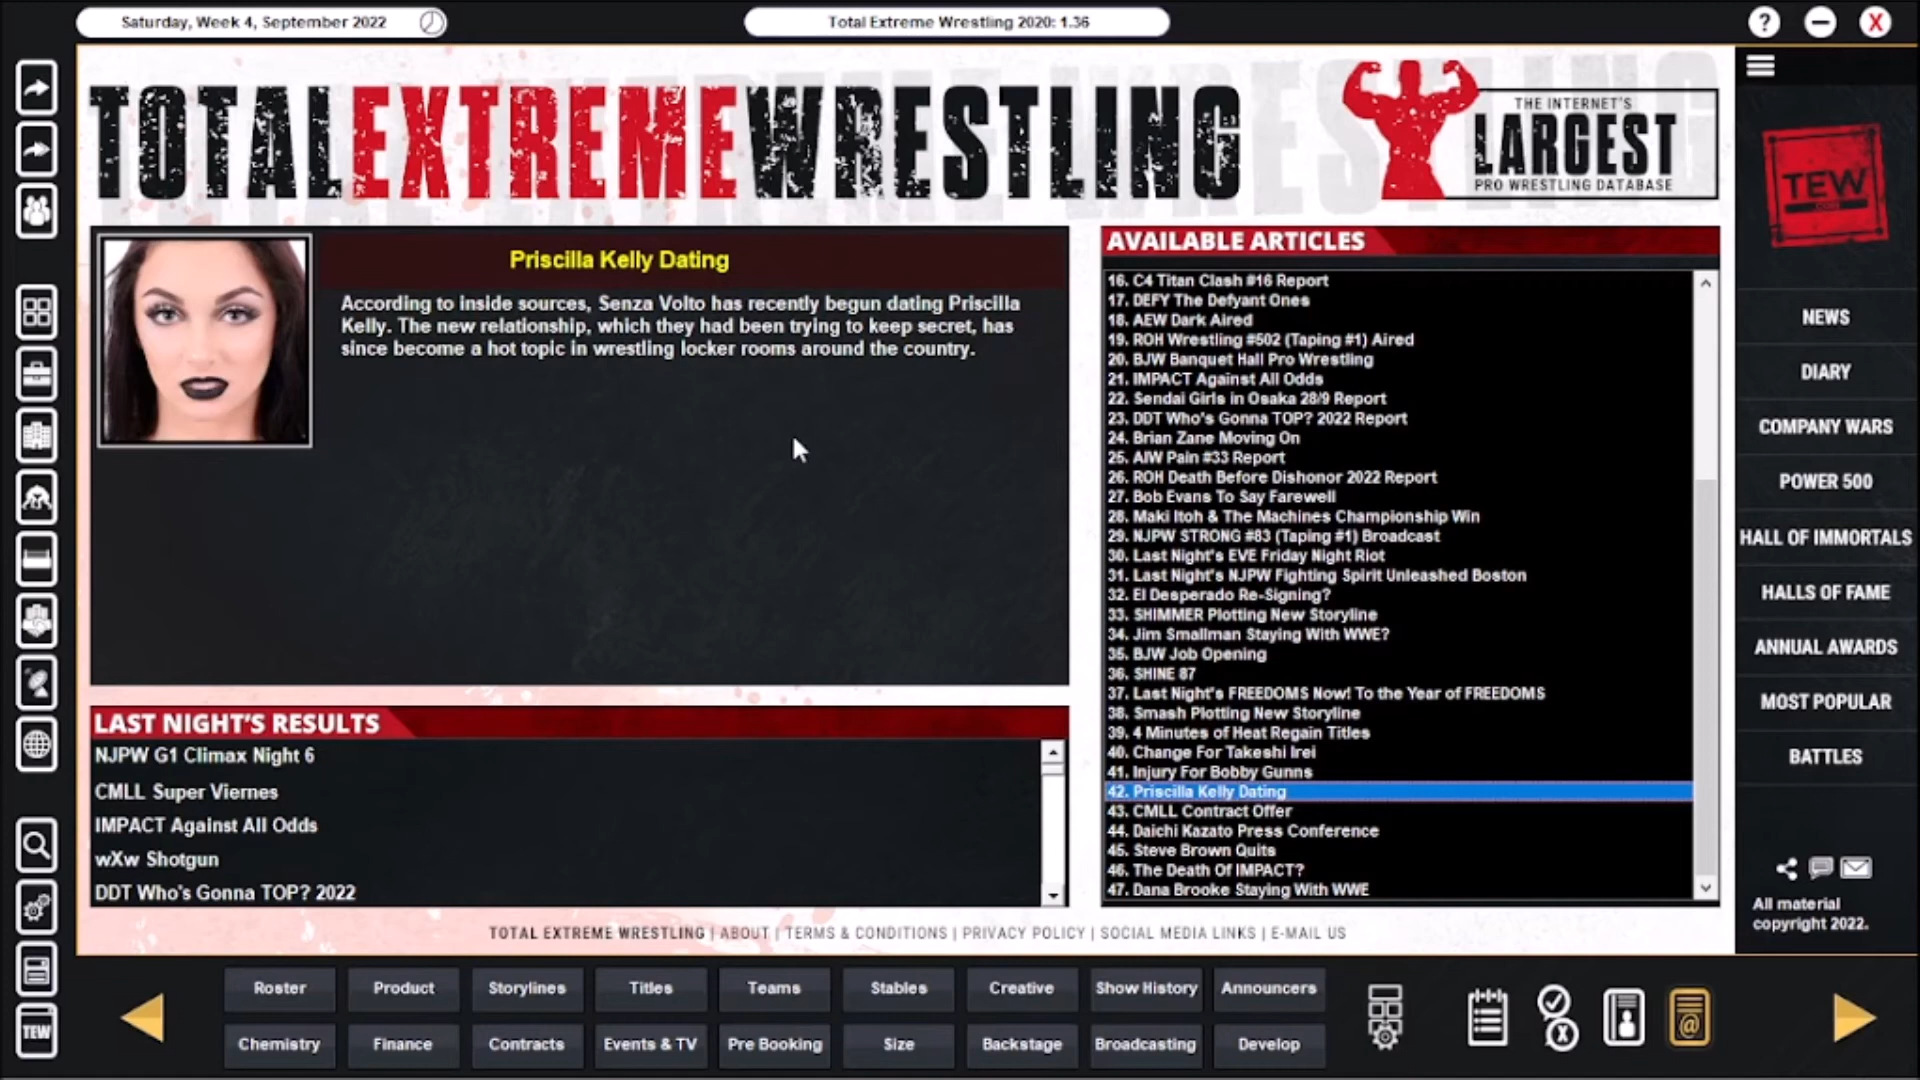 Saturday, Week 4, September 2022
Total Extreme Wrestling 2020: 1.36
?
X
TOTALEXTREMEWRESTLING
THE INTERNET'S
LARGEST
PRO WRESTLING DATABASE
TEW
Priscilla Kelly Dating
According to inside sources, Senza Volto has recently begun dating Priscilla
Kelly. The new relationship, which they had been trying to keep secret, has
since become a hot topic in wrestling locker rooms around the country.
LAST NIGHT'S RESULTS
NJPW G1 Climax Night 6
CMLL Super Viernes
IMPACT Against All Odds
wXw Shotgun
DDT Who's Gonna TOP? 2022
AVAILABLE ARTICLES
16. C4 Titan Clash #16 Report
17. DEFY The Defyant Ones
18. AEW Dark Aired
19. ROH Wrestling #502 (Taping #1) Aired
20. BJW Banquet Hall Pro Wrestling
21. IMPACT Against All Odds
22. Sendai Girls in Osaka 28/9 Report
23. DDT Who's Gonna TOP? 2022 Report
24. Brian Zane Moving On
25. AIW Pain #33 Report
26. ROH Death Before Dishonor 2022 Report
27. Bob Evans To Say Farewell
28. Maki Itoh & The Machines Championship Win
29. NJPW STRONG #83 (Taping #1) Broadcast
30. Last Night's EVE Friday Night Riot
31. Last Night's NJPW Fighting Spirit Unleashed Boston
32. El Desperado Re-Signing?
33. SHIMMER Plotting New Storyline
34. Jim Smallman Staying With WWE?
35. BJW Job Opening
36. SHINE 87
37. Last Night's FREEDOMS Now! To the Year of FREEDOMS
38. Smash Plotting New Storyline
39. 4 Minutes of Heat Regain Titles
40. Change For Takeshi Irei
41. Injury For Bobby Gunns
42. Priscilla Kelly Dating
43. CMLL Contract Offer
44. Daichi Kazato Press Conference
45. Steve Brown Quits
46. The Death Of IMPACT?
47. Dana Brooke Staying With WWE
NEWS
DIARY
COMPANY WARS
POWER 500
HALL OF IMMORTALS
HALLS OF FAME
ANNUAL AWARDS
MOST POPULAR
BATTLES
All material
copyright 2022.
TOTAL EXTREME WRESTLING | ABOUT | TERMS & CONDITIONS | PRIVACY POLICY | SOCIAL MEDIA LINKS | E-MAIL US
TEW
Roster Product Storylines Titles Teams Stables Creative Show History Announcers
Chemistry Finance Contracts Events & TV Pre Booking Size Backstage Broadcasting Develop